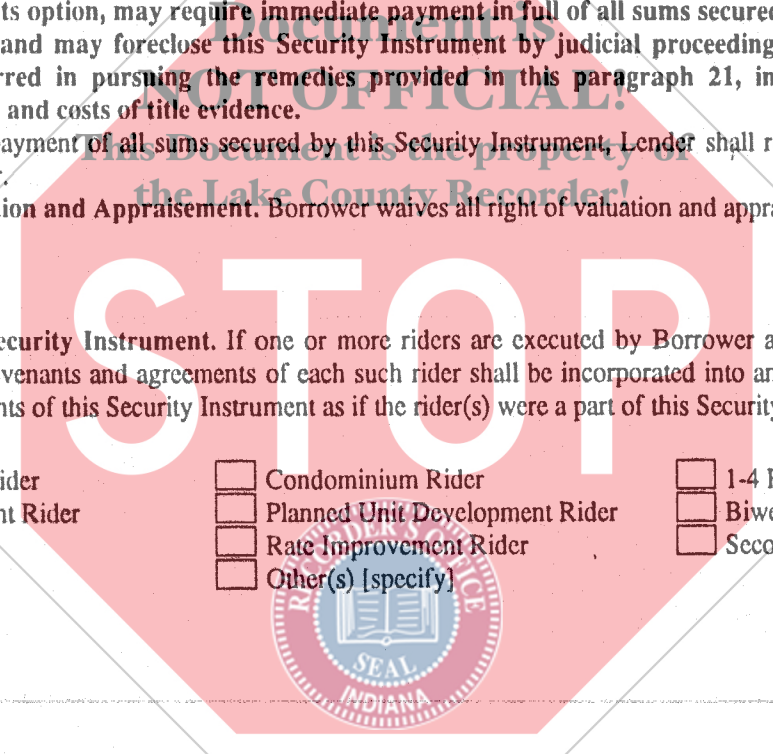 ts option, may require immediate payment in full of all sums secured
Document is
and may foreclose this Security Instrument by judicial proceeding
rred in pursuing the remedies provided in this paragraph 21, in
NOT OFFICIAL!
and costs of title evidence.
ayment of all sums secured by this Security Instrument, Lender shall r
This Document is the property of
r.
the Lake County Recorder!
ion and Appraisement. Borrower waives all right of valuation and appra
STOP
ecurity Instrument. If one or more riders are executed by Borrower a
venants and agreements of each such rider shall be incorporated into an
nts of this Security Instrument as if the rider(s) were a part of this Security
ider Condominium Rider 1-4 F
nt Rider Planned Unit Development Rider Biwe
Rate Improvement Rider Seco
Other(s) [specify]
RECORDER'S OFFICE
SEAL
INDIANA